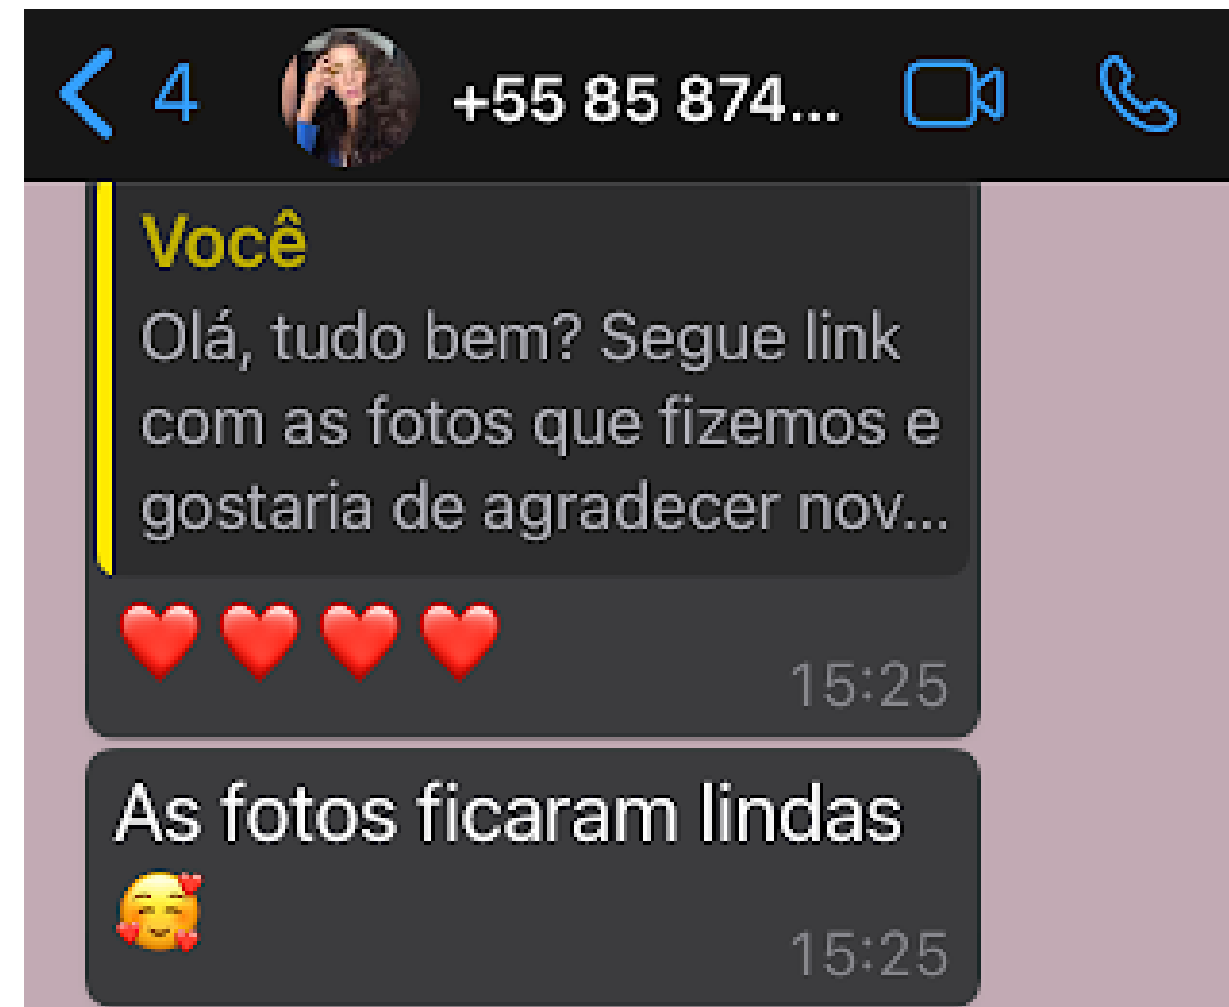 4 +55 85 874...
Você
Olá, tudo bem? Segue link
com as fotos que fizemos e
gostaria de agradecer nov...
❤️❤️❤️❤️
15:25
As fotos ficaram lindas
🥰
15:25